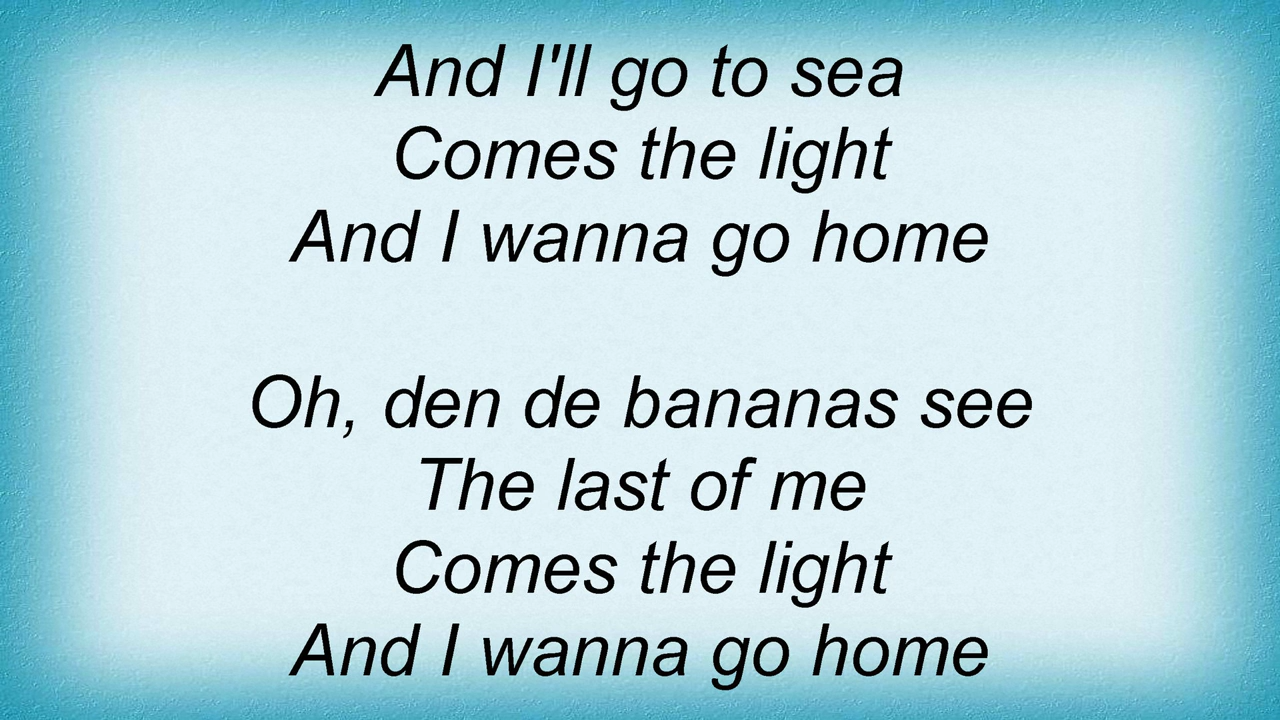 And I'll go to sea
Comes the light
And I wanna go home
Oh, den de bananas see
The last of me
Comes the light
And I wanna go home